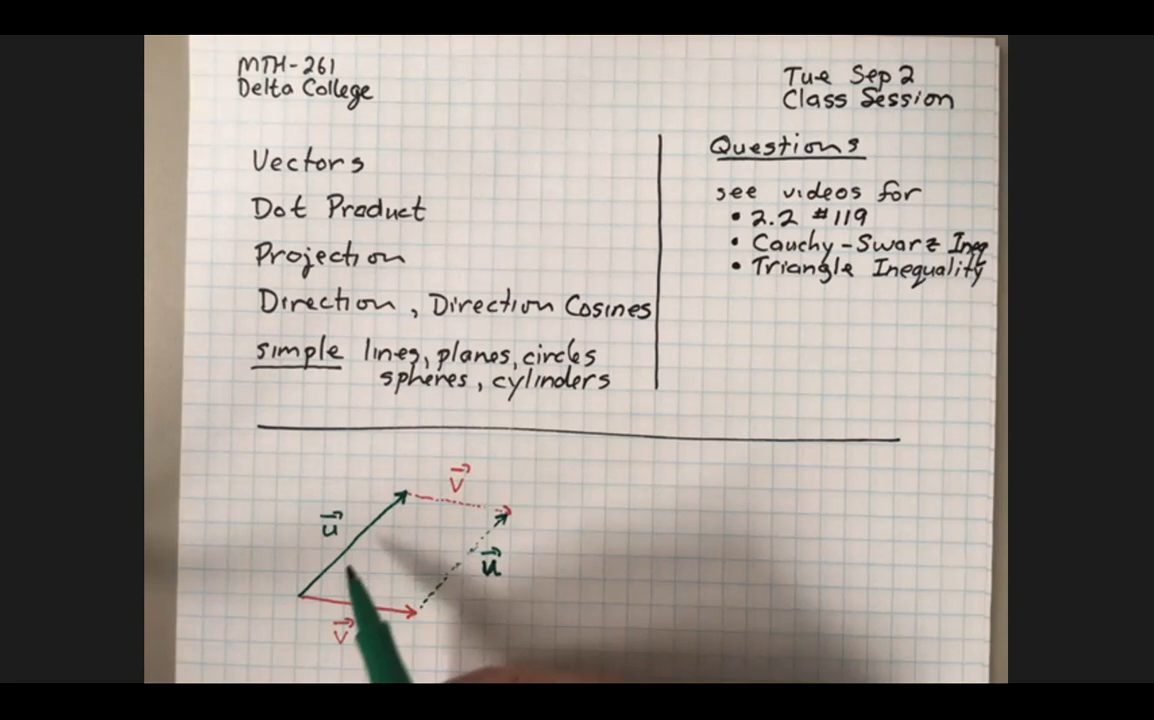 MTH-261
Delta College
Tue Sep 2
Class Session
Vectors
Dot Product
Projection
Direction, Direction Cosines
simple lines, planes, circles
spheres, cylinders
Questions
see videos for
• 2.2 #119
• Cauchy-Swarz Ineq
• Triangle Inequality
v
u
u
v